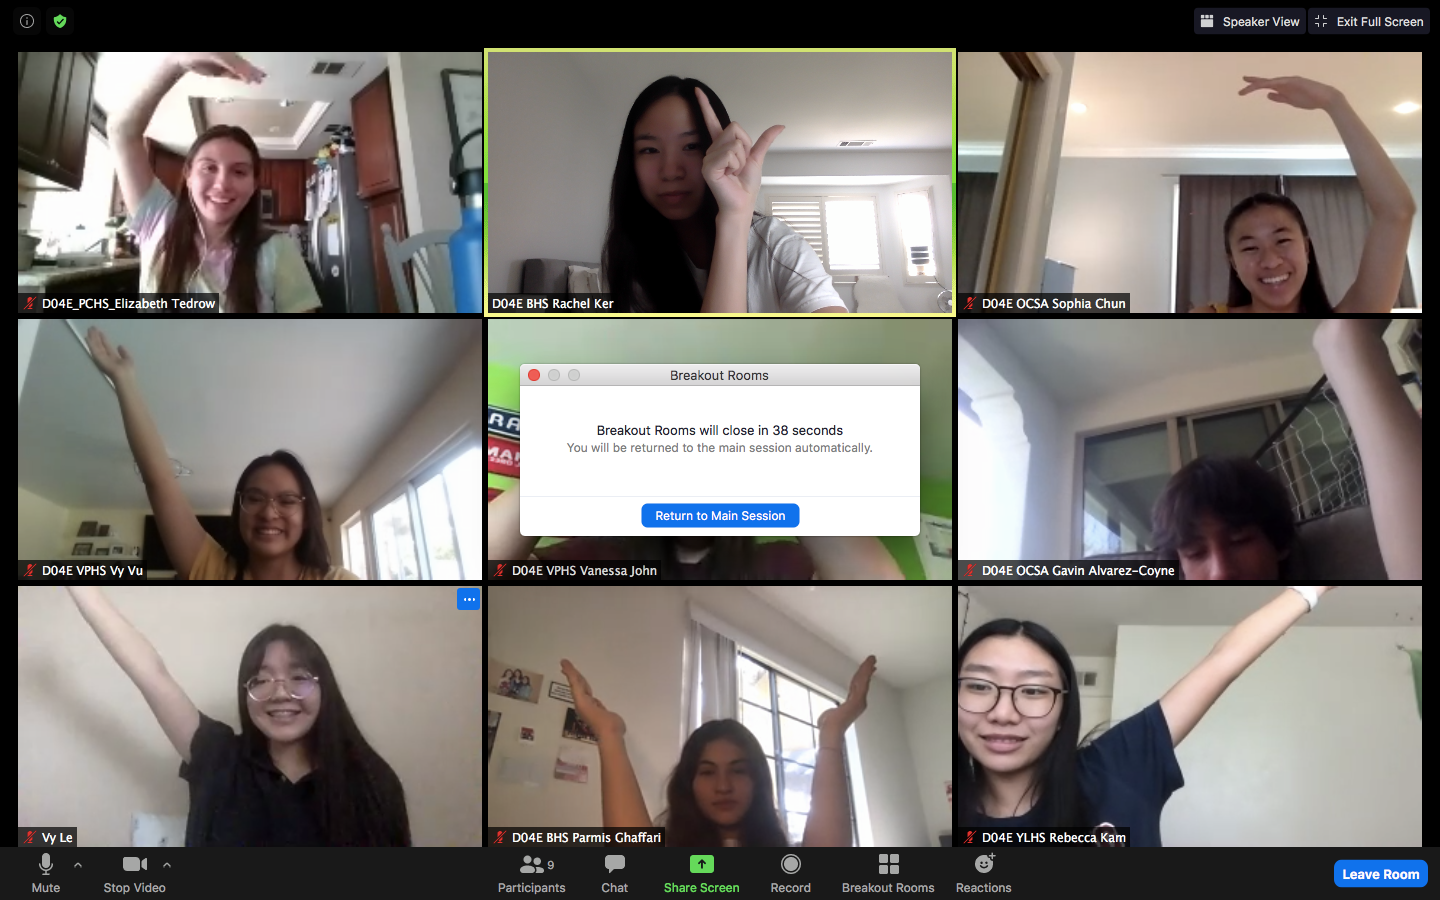 Speaker View
Exit Full Screen
D04E_PCHS_Elizabeth Tedrow
D04E BHS Rachel Ker
D04E OCSA Sophia Chun
Breakout Rooms
Breakout Rooms will close in 38 seconds
You will be returned to the main session automatically.
Return to Main Session
D04E VPHS Vy Vu
D04E VPHS Vanessa John
D04E OCSA Gavin Alvarez-Coyne
Vy Le
D04E BHS Parmis Ghaffari
D04E YLHS Rebecca Kam
Mute
Stop Video
9
Participants
Chat
Share Screen
Record
Breakout Rooms
Reactions
Leave Room